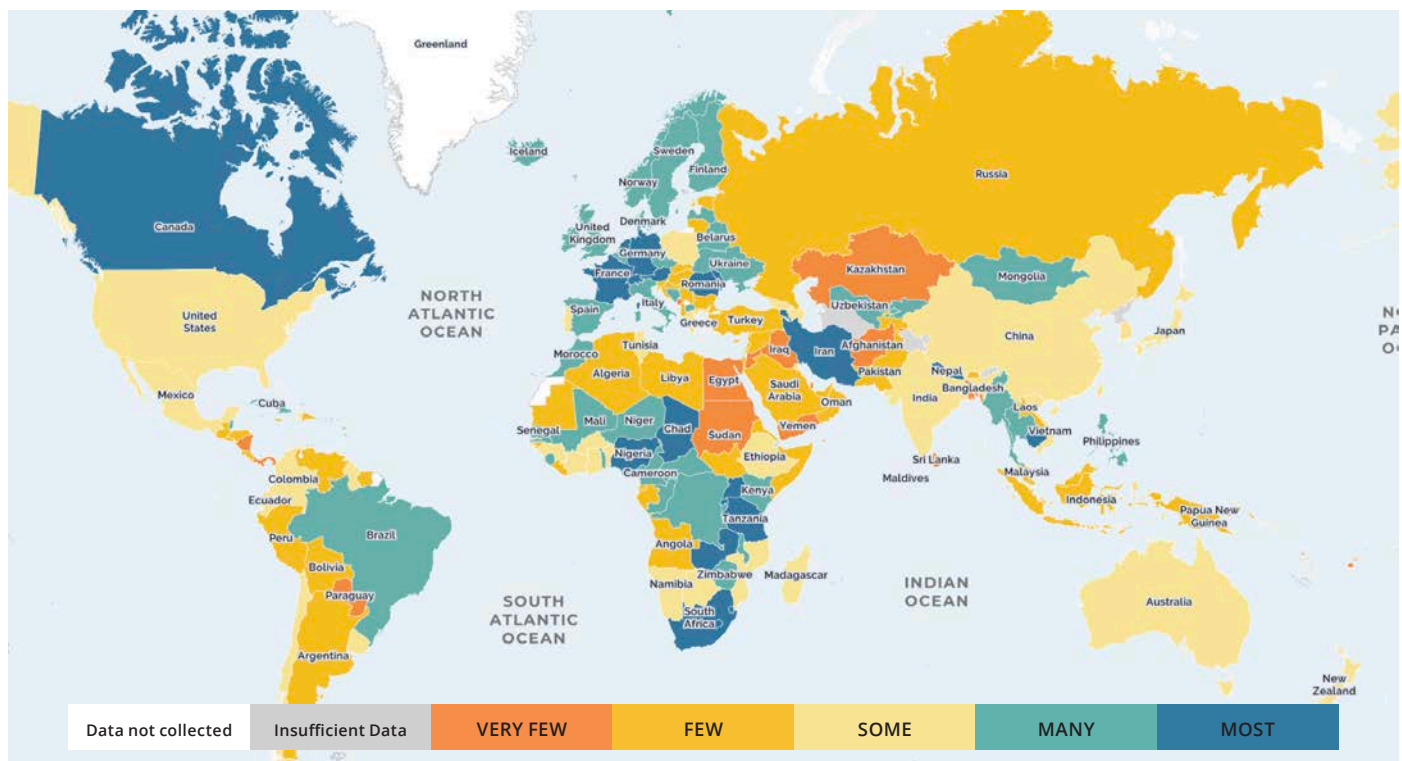 Greenland
Iceland
Sweden
Finland
Norway
Russia
Canada
United
Kingdom
Denmark
Belarus
Germany
Ukraine
France
Kazakhstan
Mongolia
Romania
NORTH
ATLANTIC
OCEAN
United
States
Spain
Italy
Uzbekistan
Greece
Turkey
China
Japan
N
PA
O
Morocco
Tunisia
Iraq
Iran
Afghanistan
Algeria
Libya
Egypt
Saudi
Arabia
Pakistan
Nepal
Bangladesh
Mexico
Cuba
Oman
India
Laos
Senegal
Mali
Niger
Chad
Sudan
Yemen
Vietnam
Philippines
Nigeria
Ethiopia
Cameroon
Sri Lanka
Maldives
Malaysia
Colombia
Ecuador
Kenya
Indonesia
Papua New
Guinea
Tanzania
Peru
Brazil
Angola
Bolivia
Zimbabwe
Madagascar
Namibia
INDIAN
OCEAN
Paraguay
SOUTH
ATLANTIC
OCEAN
South
Africa
Australia
Argentina
New
Zealand
Data not collected
Insufficient Data
VERY FEW
FEW
SOME
MANY
MOST